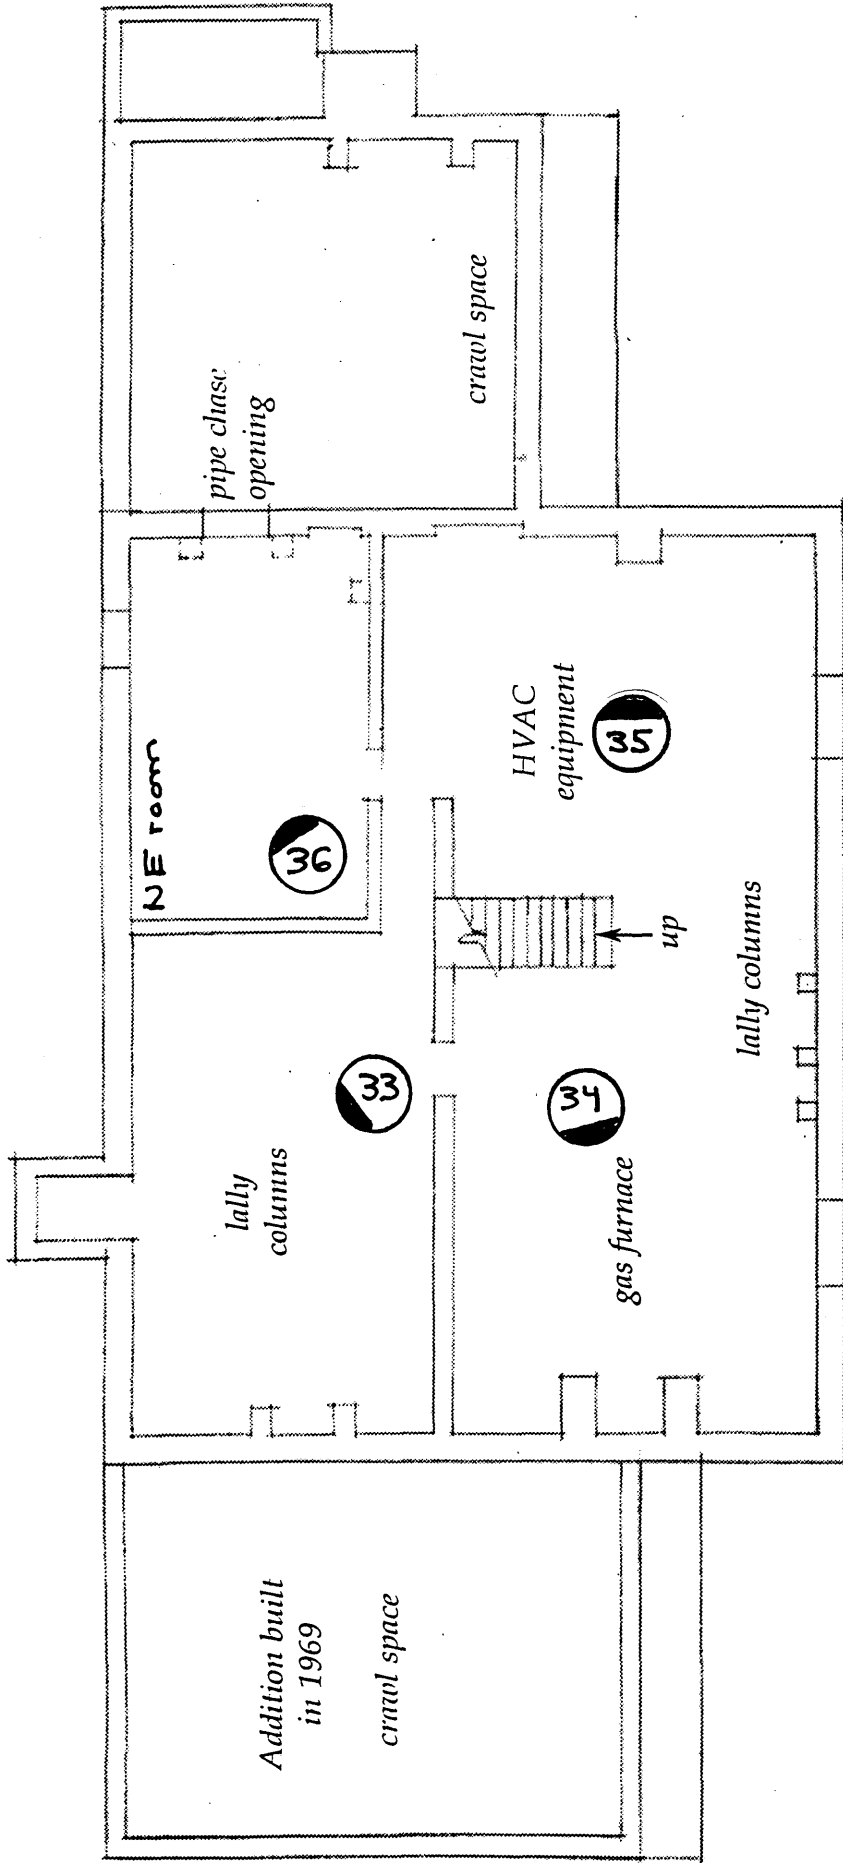 Addition built
in 1969
crawl space
lally
columns
33
NE room
36
pipe chase
opening
crawl space
gas furnace
34
up
HVAC
equipment
35
lally columns